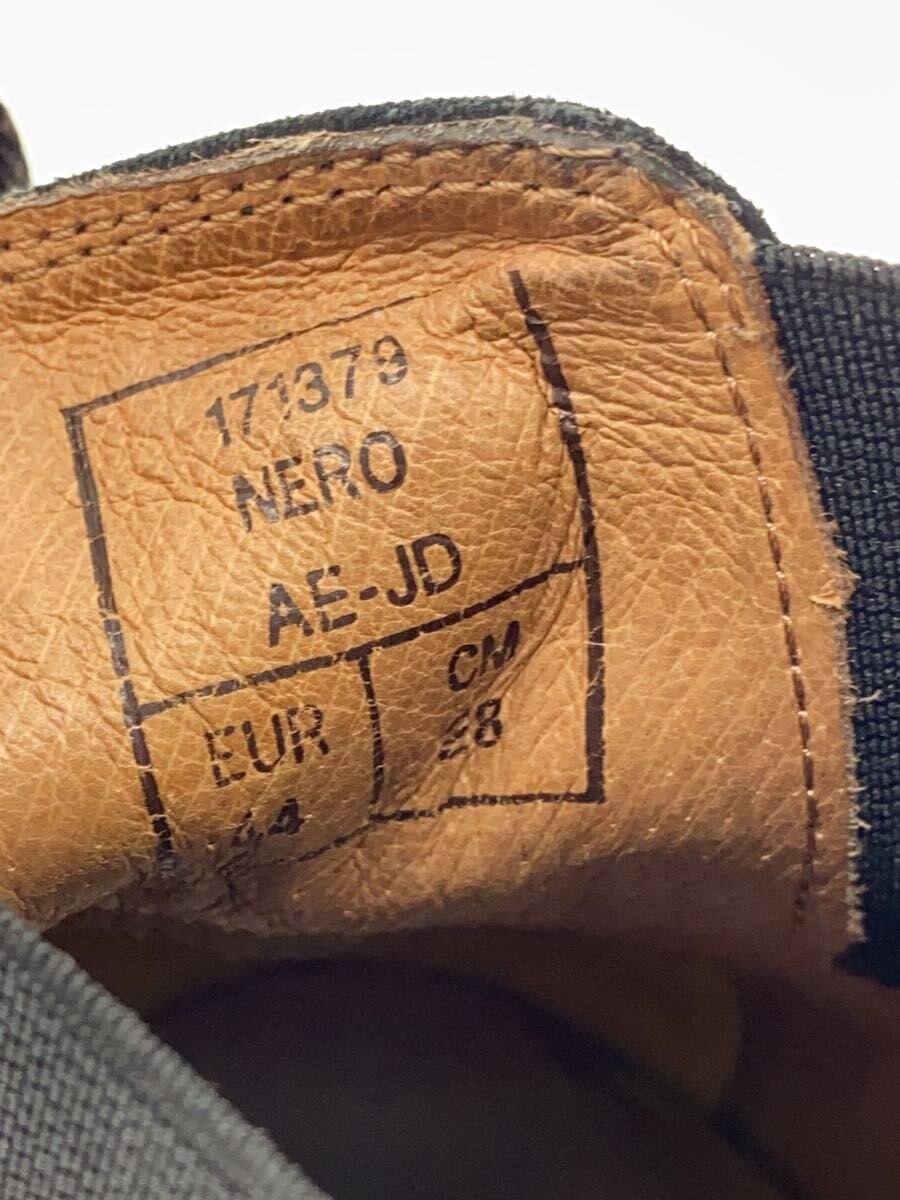 171379
NERO
AE-JD
EUR
CM
44
28